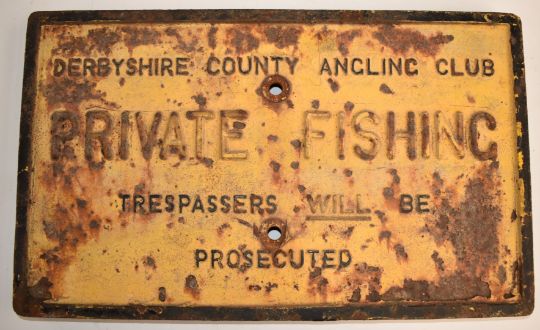 DERBYSHIRE COUNTY ANGLING CLUB
PRIVATE FISHING
TRESPASSERS WILL BE
PROSECUTED